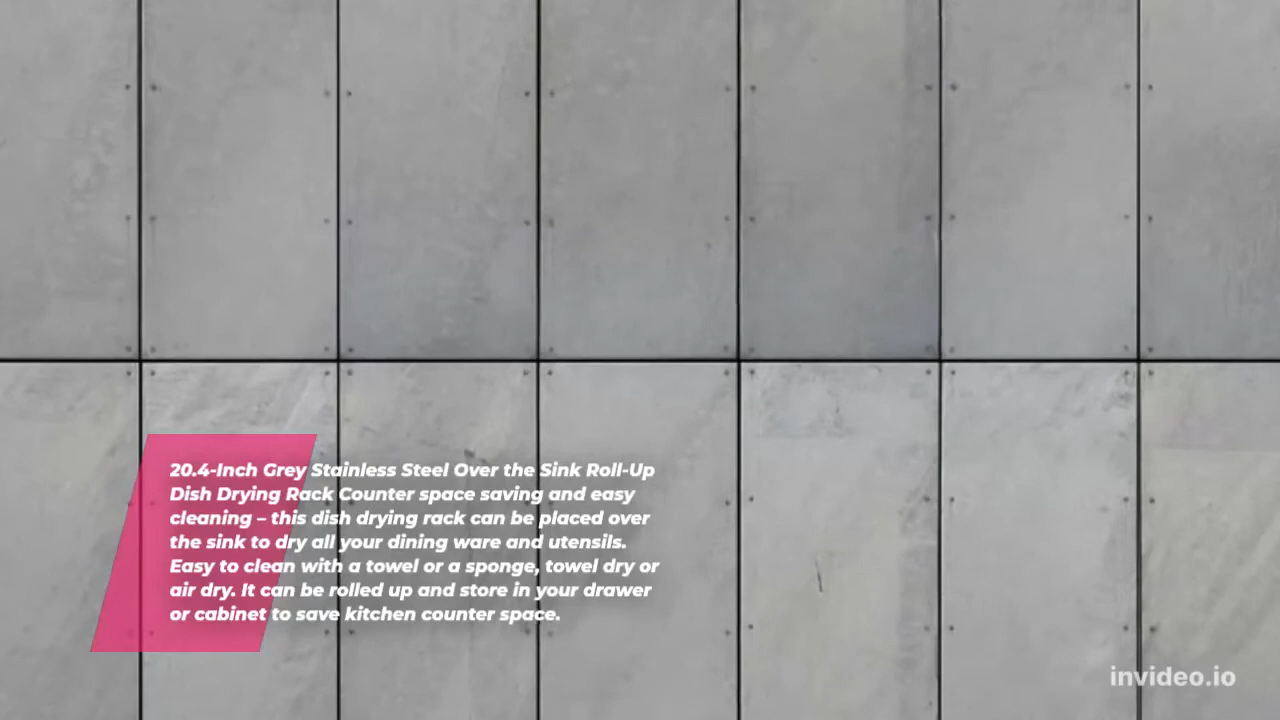 20.4-Inch Grey Stainless Steel Over the Sink Roll-Up
Dish Drying Rack Counter space saving and easy
cleaning – this dish drying rack can be placed over
the sink to dry all your dining ware and utensils.
Easy to clean with a towel or a sponge, towel dry or
air dry. It can be rolled up and store in your drawer
or cabinet to save kitchen counter space.
invideo.io